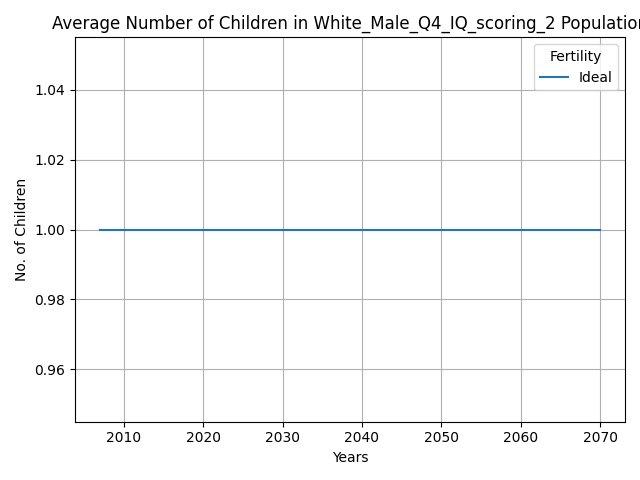 Average Number of Children in White_Male_Q4_IQ_scoring_2 Population
Fertility
Ideal
1.04
1.02
1.00
0.98
0.96
No. of Children
2010 2020 2030 2040 2050 2060 2070
Years